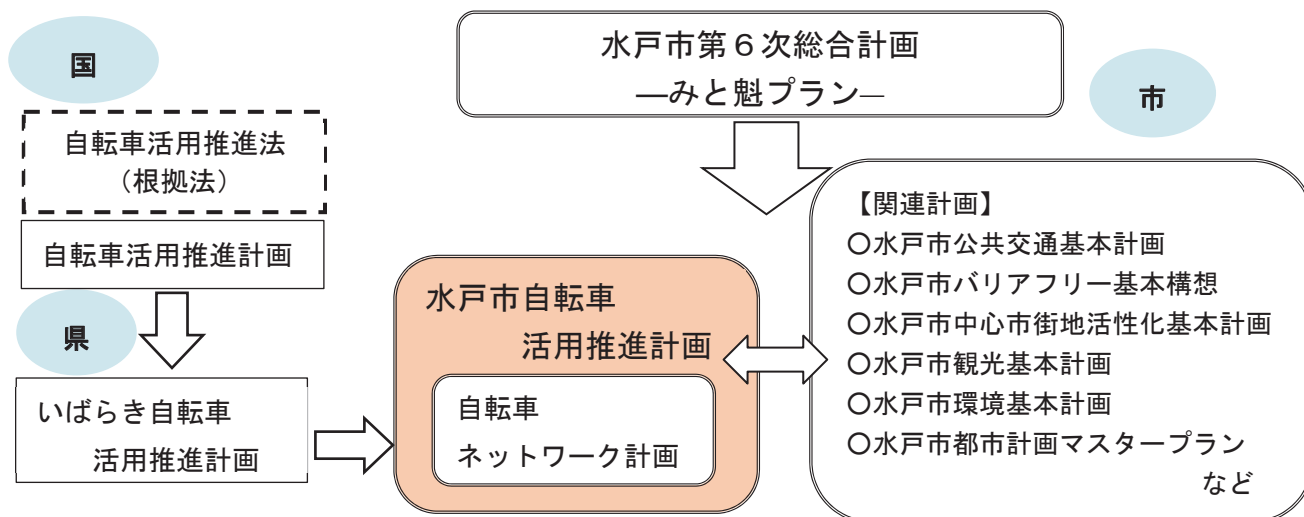 国
自転車活用推進法
（根拠法）
自転車活用推進計画
県
いばらき自転車
活用推進計画
水戸市第６次総合計画
―みと魁プラン―
市
水戸市自転車
活用推進計画
自転車
ネットワーク計画
【関連計画】
〇水戸市公共交通基本計画
〇水戸市バリアフリー基本構想
〇水戸市中心市街地活性化基本計画
〇水戸市観光基本計画
〇水戸市環境基本計画
〇水戸市都市計画マスタープラン
など